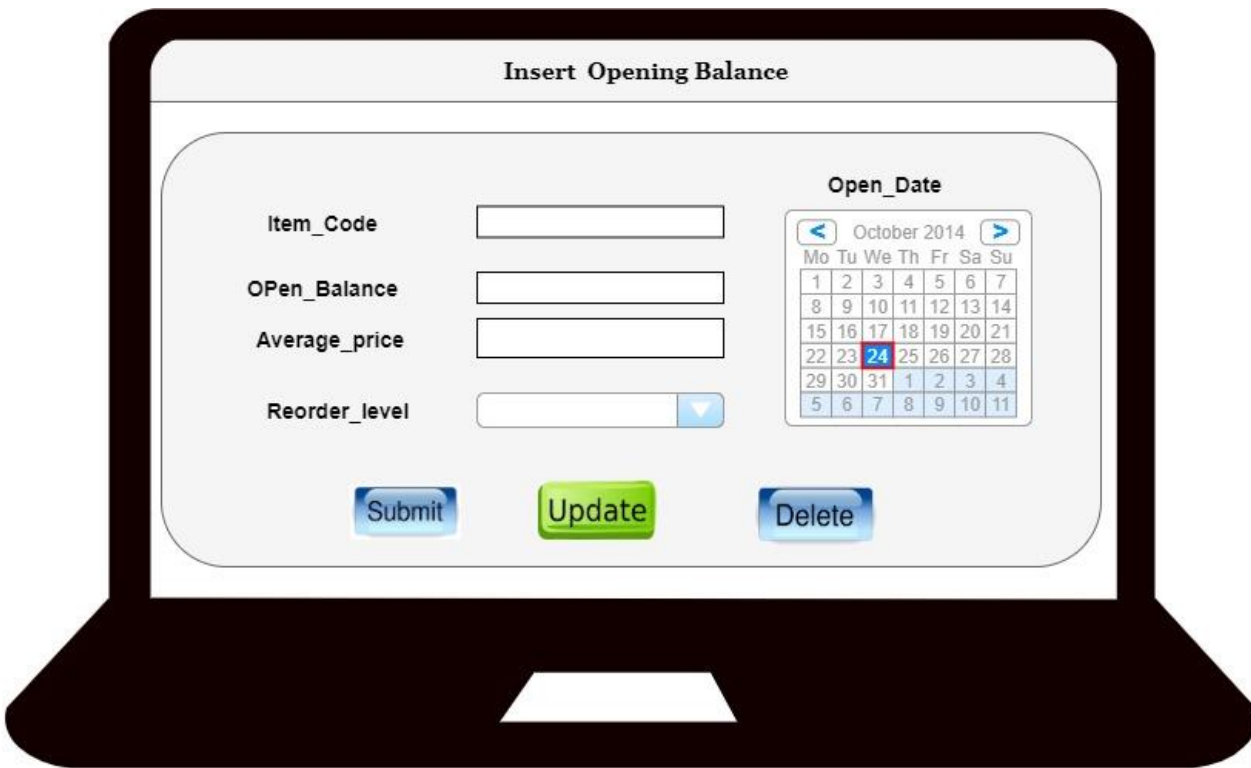 Insert Opening Balance
Open_Date
Item_Code
< October 2014 >
Mo Tu We Th Fr Sa Su
1 2 3 4 5 6 7
OPen_Balance
8 9 10 11 12 13 14
15 16 17 18 19 20 21
Average_price
22 23 24 25 26 27 28
29 30 31 1 2 3 4
5 6 7 8 9 10 11
Reorder_level
Submit
Update
Delete